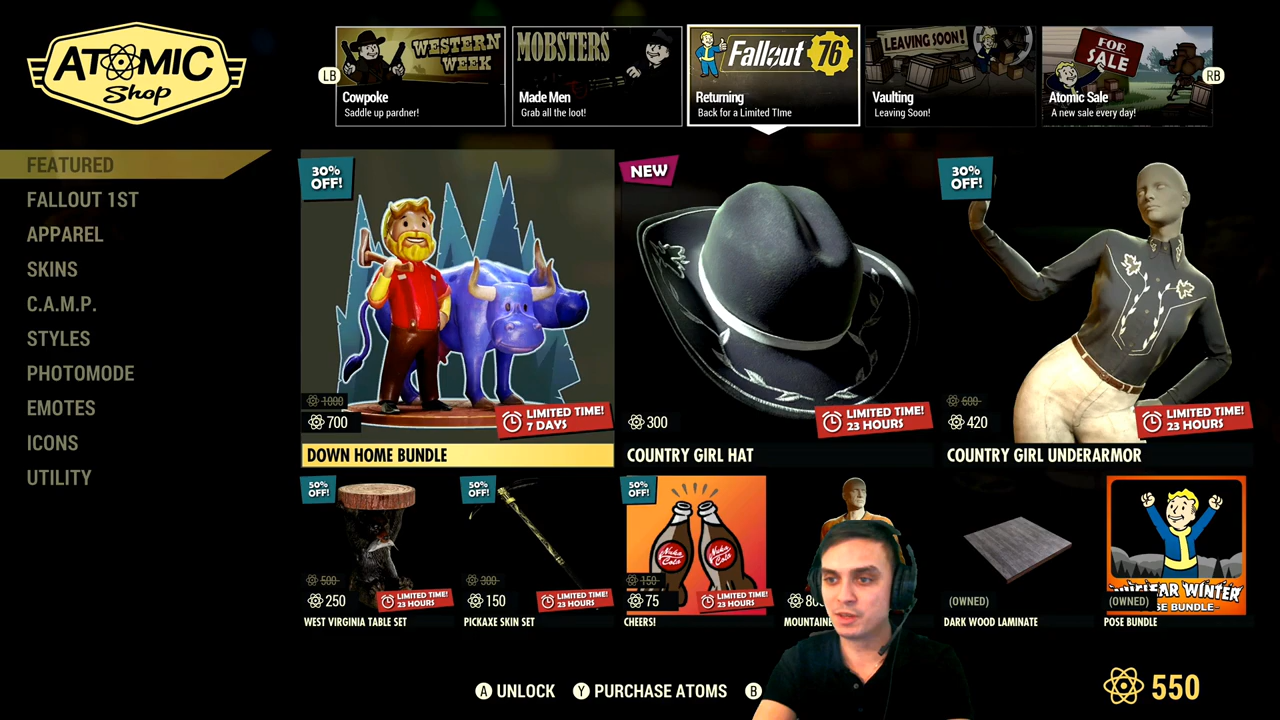 ATOMIC
Shop
LB
WESTERN
WEEK
Cowpoke
Saddle up pardner!
MOBSTERS
Made Men
Grab all the loot!
Fallout 76
Returning
Back for a Limited TIme
LEAVING SOON!
Vaulting
Leaving Soon!
FOR
SALE
Atomic Sale
A new sale every day!
RB
FEATURED
FALLOUT 1ST
APPAREL
SKINS
C.A.M.P.
STYLES
PHOTOMODE
EMOTES
ICONS
UTILITY
30%
OFF!
1000
700
LIMITED TIME!
7 DAYS
DOWN HOME BUNDLE
NEW
300
LIMITED TIME!
23 HOURS
COUNTRY GIRL HAT
30%
OFF!
600
420
LIMITED TIME!
23 HOURS
COUNTRY GIRL UNDERARMOR
50%
OFF!
500
250
LIMITED TIME!
23 HOURS
WEST VIRGINIA TABLE SET
50%
OFF!
300
150
LIMITED TIME!
23 HOURS
PICKAXE SKIN SET
50%
OFF!
Nuka
Cola
Nuka
Cola
150
75
LIMITED TIME!
23 HOURS
CHEERS!
(OWNED)
DARK WOOD LAMINATE
WINTER
(OWNED)
BUNDLE
POSE BUNDLE
A UNLOCK
Y PURCHASE ATOMS
B
550